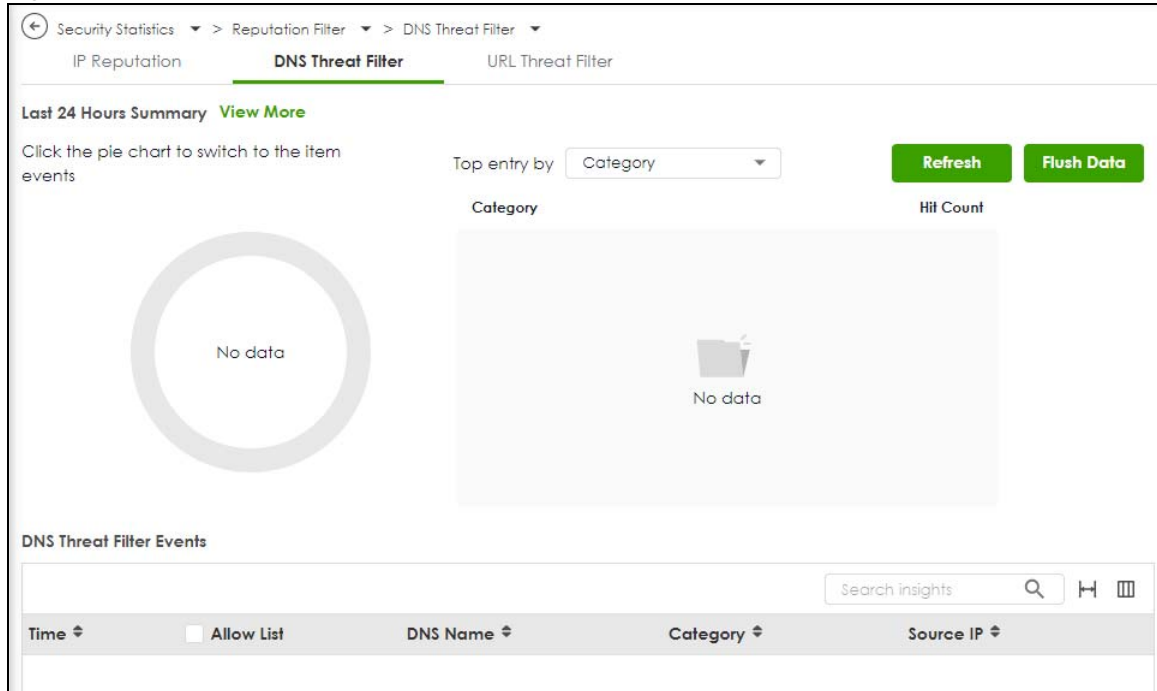 Security Statistics > Reputation Filter > DNS Threat Filter
IP Reputation DNS Threat Filter URL Threat Filter
Last 24 Hours Summary View More
Click the pie chart to switch to the item
events
Top entry by Category Refresh Flush Data
Category Hit Count
No data
No data
DNS Threat Filter Events
Search insights
Time Allow List DNS Name Category Source IP